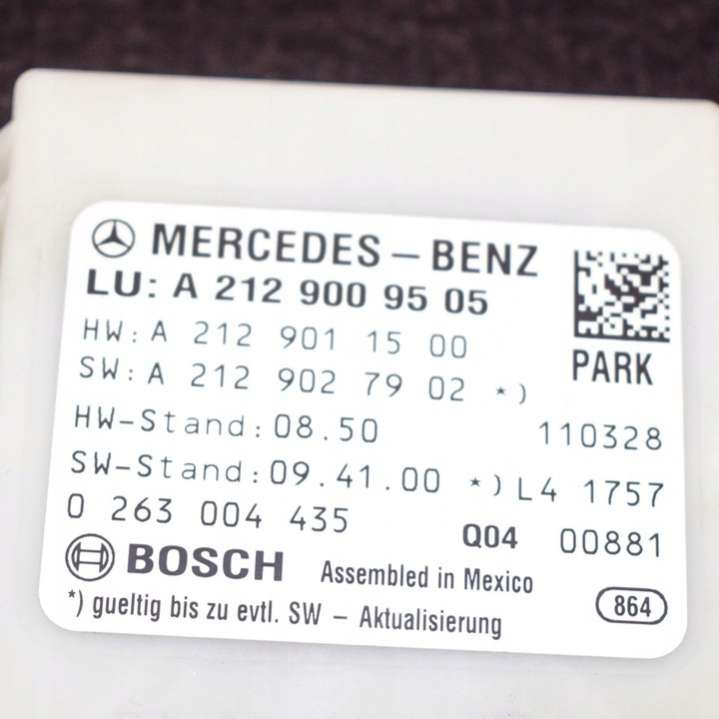 MERCEDES-BENZ
LU: A 212 900 95 05
HW: A 212 901 15 00
PARK
SW: A 212 902 79 02 *)
HW-Stand: 08.50 110328
SW-Stand: 09.41.00 *) L4 1757
0 263 004 435 Q04 00881
BOSCH Assembled in Mexico 864
*) gueltig bis zu evtl. SW - Aktualisierung